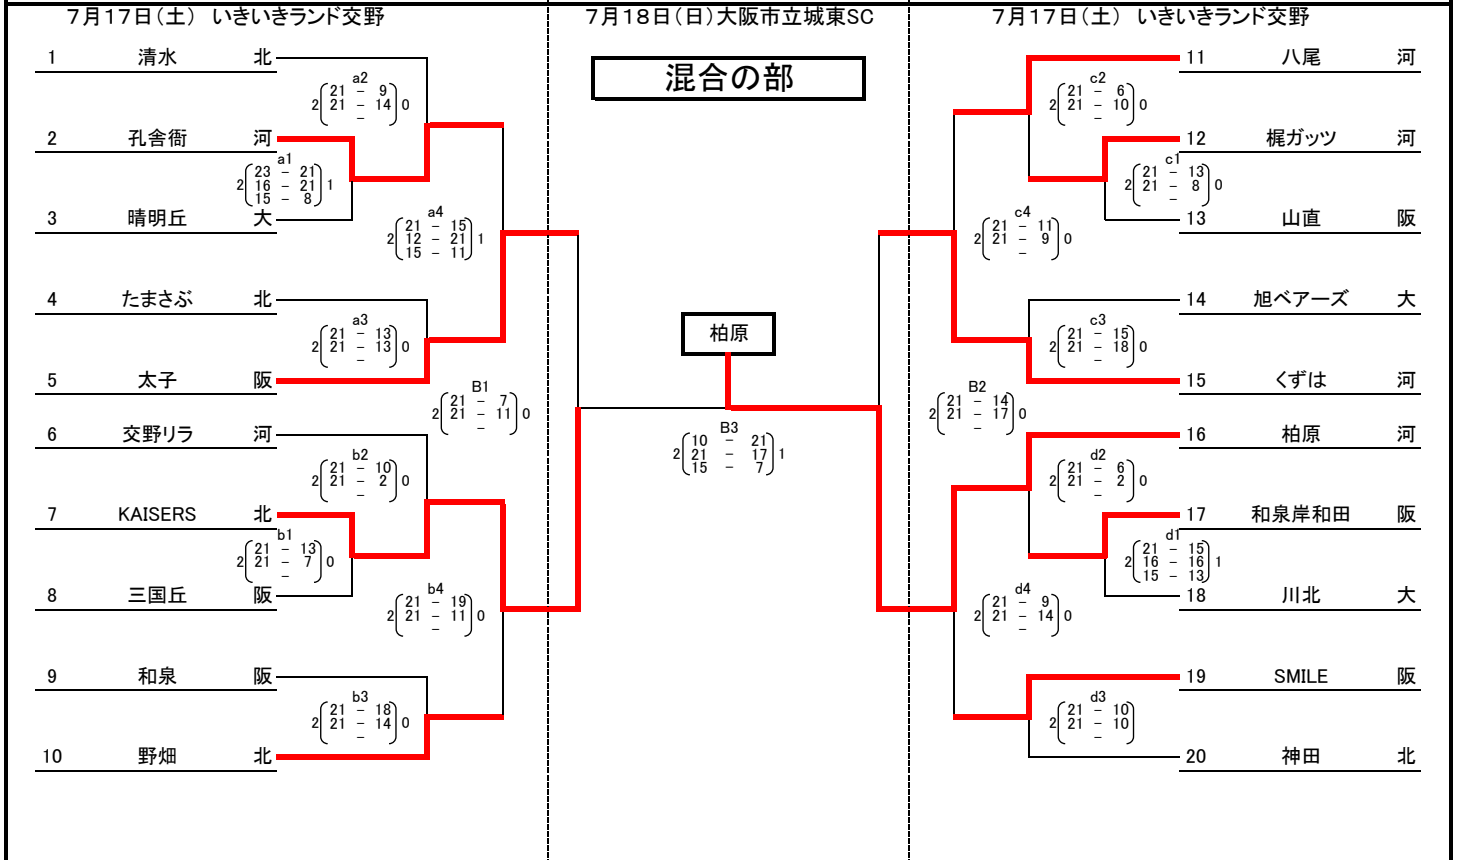 7月17日(土)　いきいきランド交野
7月18日(日)大阪市立城東SC
7月17日(土)　いきいきランド交野
混合の部
1 清水 北
a2
21 - 9
2 21 - 14 0
-
2 孔舎衙 河
a1
23 - 21
2 16 - 21 1
15 - 8
3 晴明丘 大
a4
21 - 15
2 12 - 21 1
15 - 11
4 たまさぶ 北
a3
21 - 13
2 21 - 13 0
-
5 太子 阪
B1
21 - 7
2 21 - 11 0
-
6 交野リラ 河
b2
21 - 10
2 21 - 2 0
-
7 KAISERS 北
b1
21 - 13
2 21 - 7 0
-
8 三国丘 阪
b4
21 - 19
2 21 - 11 0
-
9 和泉 阪
b3
21 - 18
2 21 - 14 0
-
10 野畑 北
柏原
B3
10 - 21
2 21 - 17 1
15 - 7
11 八尾 河
c2
21 - 6
2 21 - 10 0
-
12 梶ガッツ 河
c1
21 - 13
2 21 - 8 0
-
13 山直 阪
c4
21 - 11
2 21 - 9 0
-
14 旭ベアーズ 大
c3
21 - 15
2 21 - 18 0
-
15 くずは 河
B2
21 - 14
2 21 - 17 0
-
16 柏原 河
d2
21 - 6
2 21 - 2 0
-
17 和泉岸和田 阪
d1
21 - 15
2 16 - 16 1
15 - 13
18 川北 大
d4
21 - 9
2 21 - 14 0
-
19 SMILE 阪
d3
21 - 10
2 21 - 10
-
20 神田 北